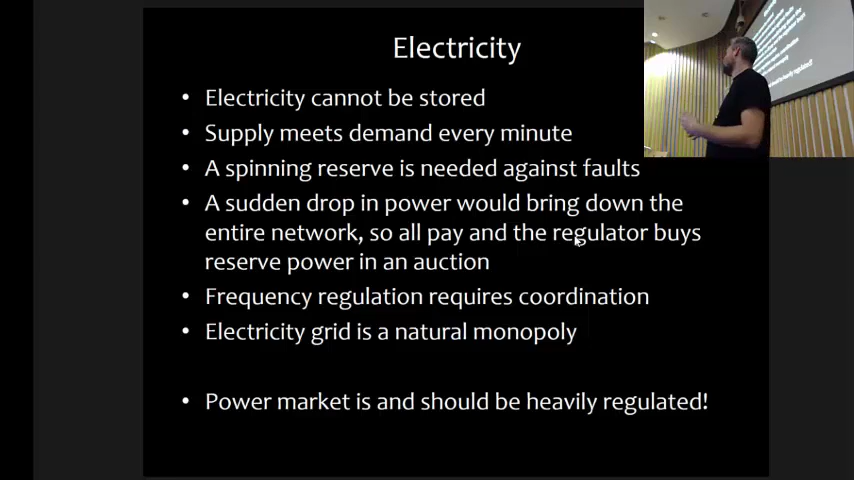 Electricity
• Electricity cannot be stored
• Supply meets demand every minute
• A spinning reserve is needed against faults
• A sudden drop in power would bring down the
entire network, so all pay and the regulator buys
reserve power in an auction
• Frequency regulation requires coordination
• Electricity grid is a natural monopoly
• Power market is and should be heavily regulated!